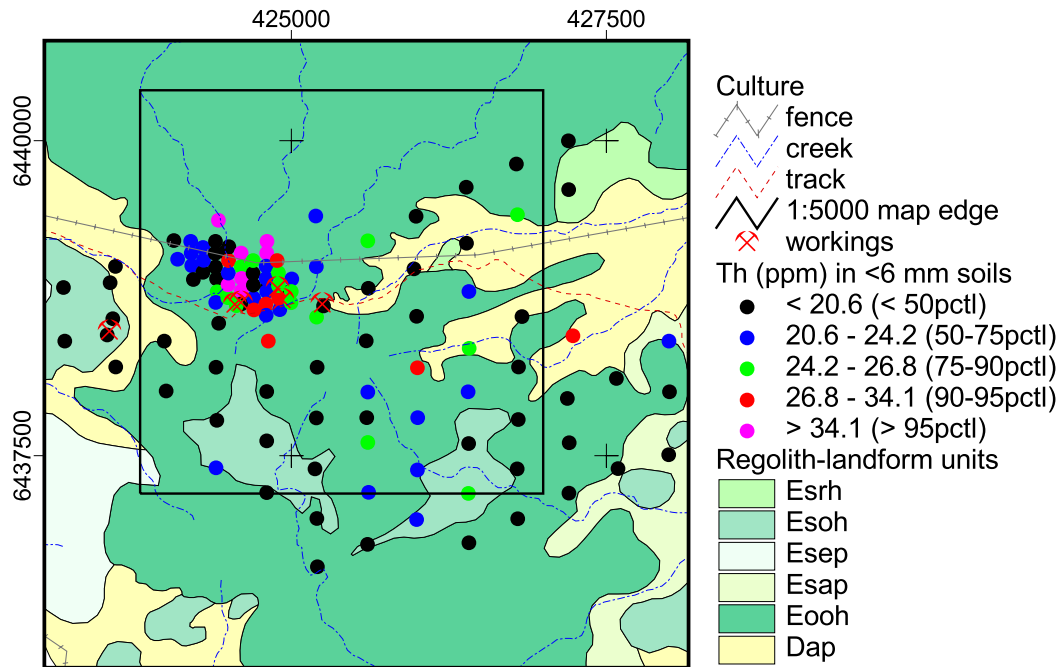 425000 427500
6440000
6437500
Culture
fence
creek
track
1:5000 map edge
workings
Th (ppm) in <6 mm soils
< 20.6 (< 50pctl)
20.6 - 24.2 (50-75pctl)
24.2 - 26.8 (75-90pctl)
26.8 - 34.1 (90-95pctl)
> 34.1 (> 95pctl)
Regolith-landform units
Esrh
Esoh
Esep
Esap
Eooh
Dap